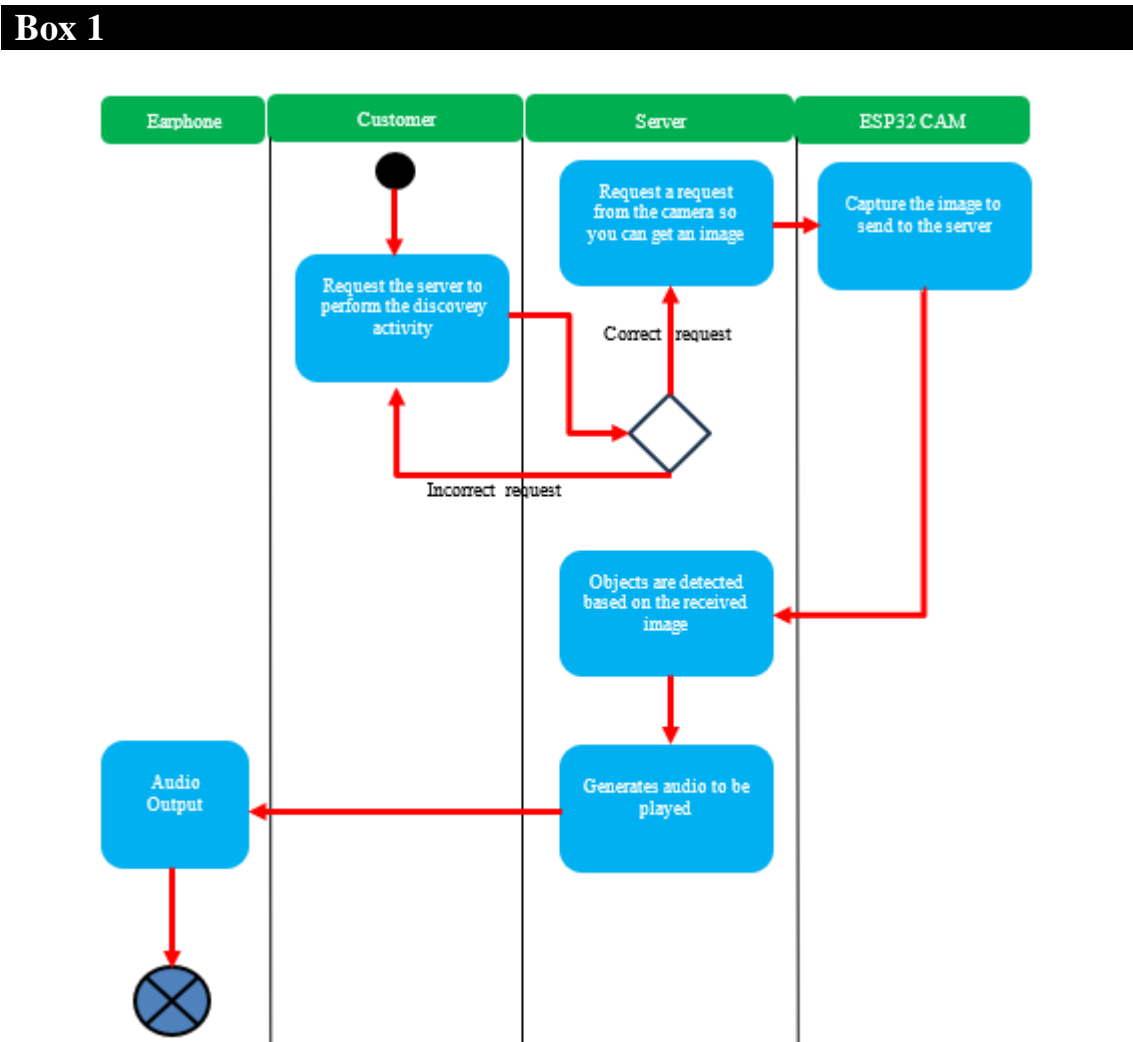 Box 1
Earphone
Customer
Server
ESP32 CAM
Request a request
from the camera so
you can get an image
Capture the image to
send to the server
Request the server to
perform the discovery
activity
Correct request
Incorrect request
Objects are detected
based on the received
image
Audio
Output
Generates audio to be
played